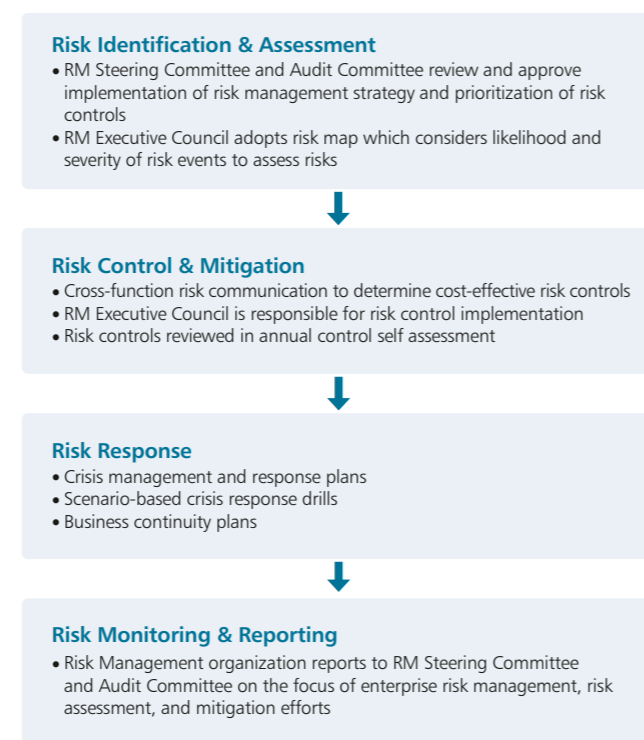 Risk Identification & Assessment
• RM Steering Committee and Audit Committee review and approve
implementation of risk management strategy and prioritization of risk
controls
• RM Executive Council adopts risk map which considers likelihood and
severity of risk events to assess risks
Risk Control & Mitigation
• Cross-function risk communication to determine cost-effective risk controls
• RM Executive Council is responsible for risk control implementation
• Risk controls reviewed in annual control self assessment
Risk Response
• Crisis management and response plans
• Scenario-based crisis response drills
• Business continuity plans
Risk Monitoring & Reporting
• Risk Management organization reports to RM Steering Committee
and Audit Committee on the focus of enterprise risk management, risk
assessment, and mitigation efforts